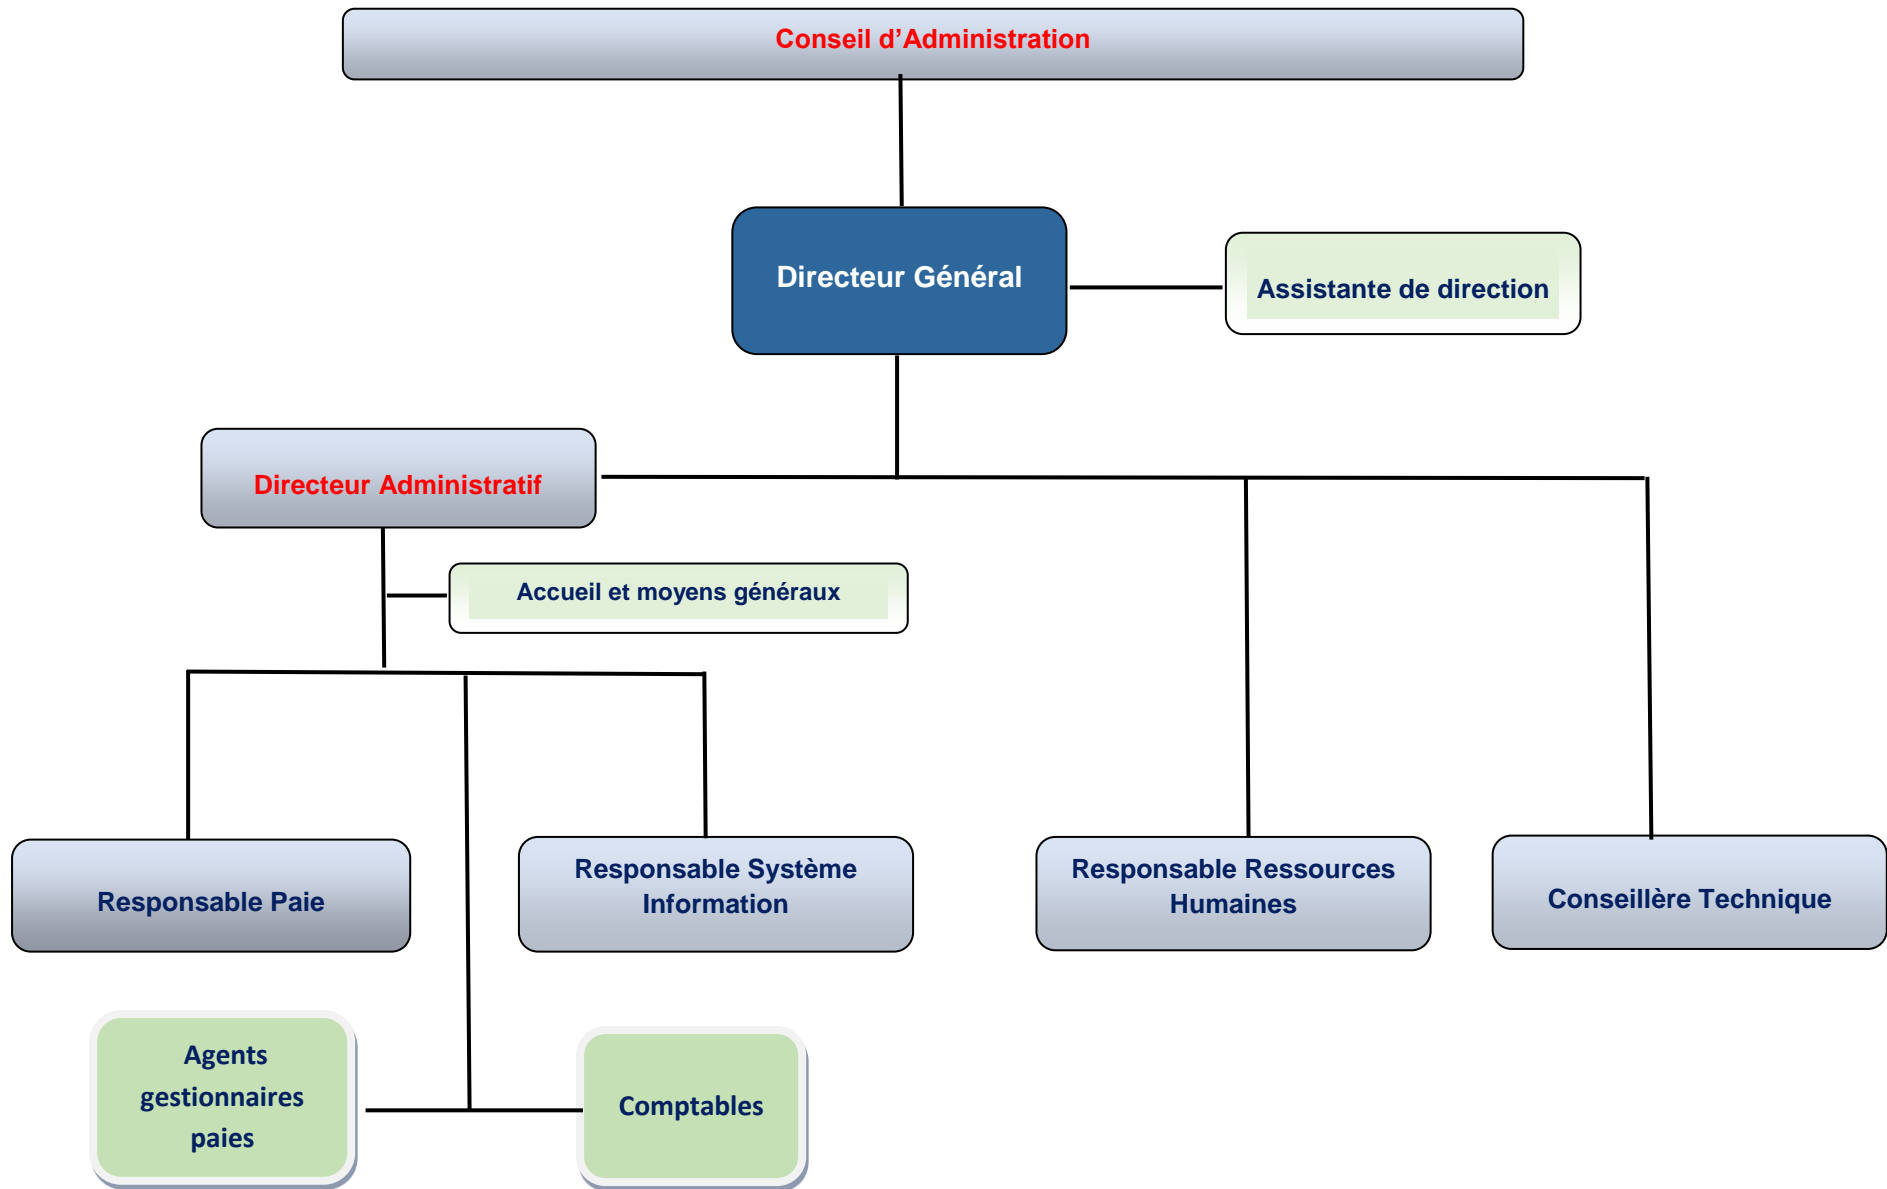 Conseil d’Administration
Directeur Général
Assistante de direction
Directeur Administratif
Accueil et moyens généraux
Responsable Paie
Responsable Système
Information
Responsable Ressources
Humaines
Conseillère Technique
Agents
gestionnaires
paies
Comptables